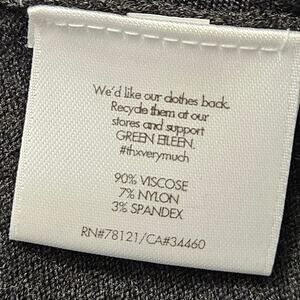 We'd like our clothes back.
Recycle them at our
stores and support
GREEN EILEEN.
#thxverymuch
90% VISCOSE
7% NYLON
3% SPANDEX
RN#78121/CA#34460